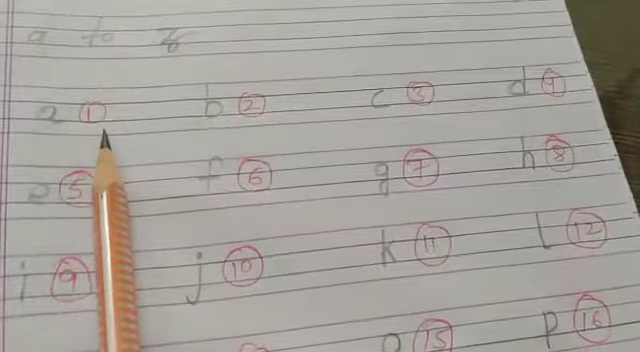 a to z
a 1 b 2 c 3 d 4
e 5 f 6 g 7 h 8
i 9 j 10 k 11 l 12
o 15 p 16